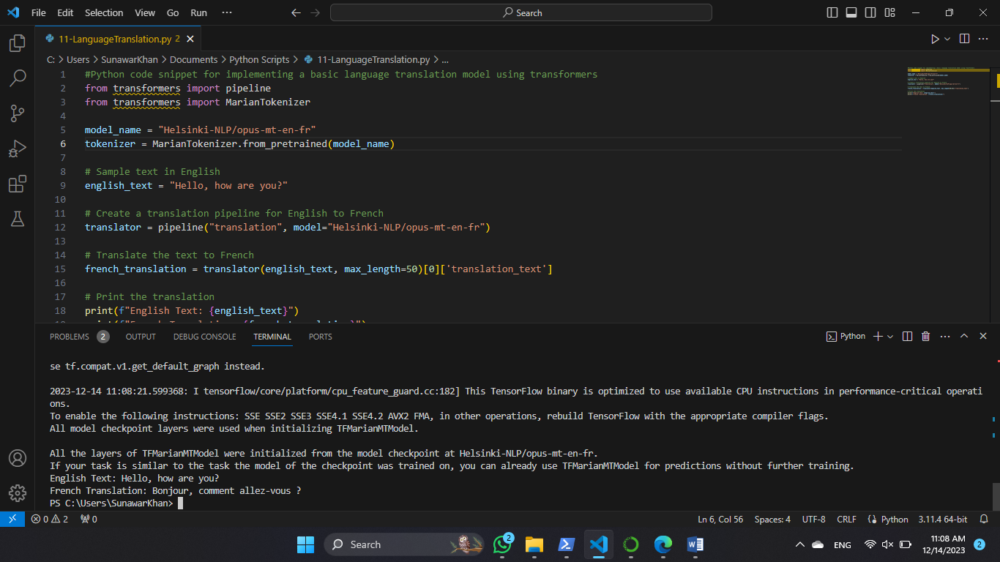 File Edit Selection View Go Run ··· Search
11-LanguageTranslation.py 2
C: > Users > SunawarKhan > Documents > Python Scripts > 11-LanguageTranslation.py > ...
1 #Python code snippet for implementing a basic language translation model using transformers
2 from transformers import pipeline
3 from transformers import MarianTokenizer
4
5 model_name = "Helsinki-NLP/opus-mt-en-fr"
6 tokenizer = MarianTokenizer.from_pretrained(model_name)
7
8 # Sample text in English
9 english_text = "Hello, how are you?"
10
11 # Create a translation pipeline for English to French
12 translator = pipeline("translation", model="Helsinki-NLP/opus-mt-en-fr")
13
14 # Translate the text to French
15 french_translation = translator(english_text, max_length=50)[0]['translation_text']
16
17 # Print the translation
18 print(f"English Text: {english_text}")
PROBLEMS 2 OUTPUT DEBUG CONSOLE TERMINAL PORTS Python
se tf.compat.v1.get_default_graph instead.
2023-12-14 11:08:21.599368: I tensorflow/core/platform/cpu_feature_guard.cc:182] This TensorFlow binary is optimized to use available CPU instructions in performance-critical operati
ons.
To enable the following instructions: SSE SSE2 SSE3 SSE4.1 SSE4.2 AVX2 FMA, in other operations, rebuild TensorFlow with the appropriate compiler flags.
All model checkpoint layers were used when initializing TFMarianMTModel.
All the layers of TFMarianMTModel were initialized from the model checkpoint at Helsinki-NLP/opus-mt-en-fr.
If your task is similar to the task the model of the checkpoint was trained on, you can already use TFMarianMTModel for predictions without further training.
English Text: Hello, how are you?
French Translation: Bonjour, comment allez-vous ?
PS C:\Users\SunawarKhan>
0 2 0 Ln 6, Col 56 Spaces: 4 UTF-8 CRLF Python 3.11.4 64-bit
Search 2 ENG 11:08 AM
12/14/2023 2